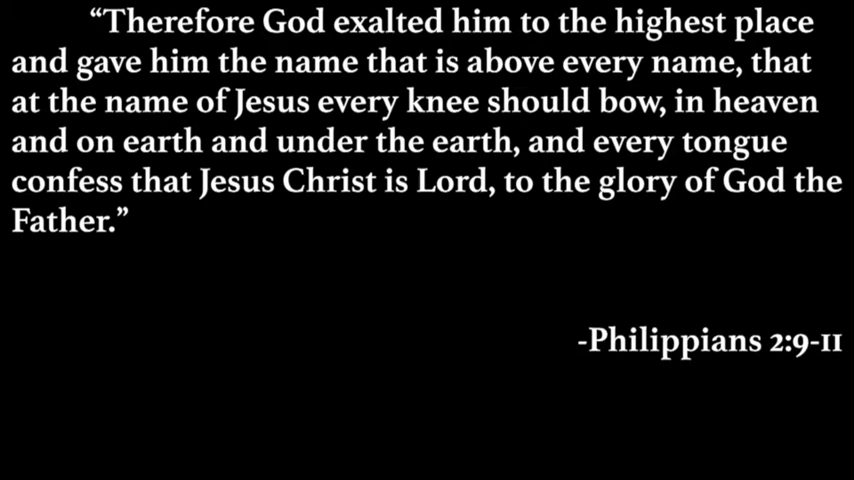 “Therefore God exalted him to the highest place
and gave him the name that is above every name, that
at the name of Jesus every knee should bow, in heaven
and on earth and under the earth, and every tongue
confess that Jesus Christ is Lord, to the glory of God the
Father.”
-Philippians 2:9-11